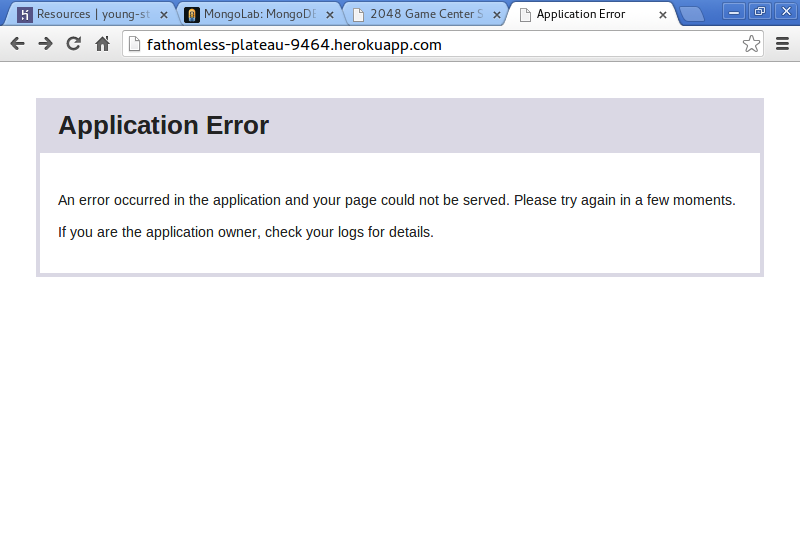 Resources | young-st
MongoLab: MongoDB
2048 Game Center S
Application Error
fathomless-plateau-9464.herokuapp.com
Application Error
An error occurred in the application and your page could not be served. Please try again in a few moments.
If you are the application owner, check your logs for details.